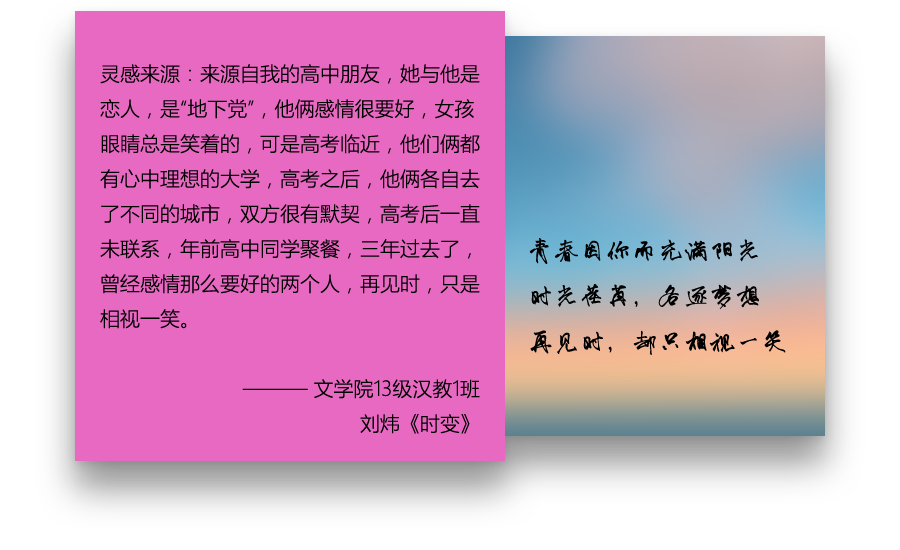 灵感来源：来源自我的高中朋友，她与他是
恋人，是“地下党”，他俩感情很要好，女孩
眼睛总是笑着的，可是高考临近，他们俩都
有心中理想的大学，高考之后，他俩各自去
了不同的城市，双方很有默契，高考后一直
未联系，年前高中同学聚餐，三年过去了，
曾经感情那么要好的两个人，再见时，只是
相视一笑。
——— 文学院13级汉教1班
刘炜《时变》
青春因你而充满阳光
时光荏苒，各逐梦想
再见时，却只相视一笑